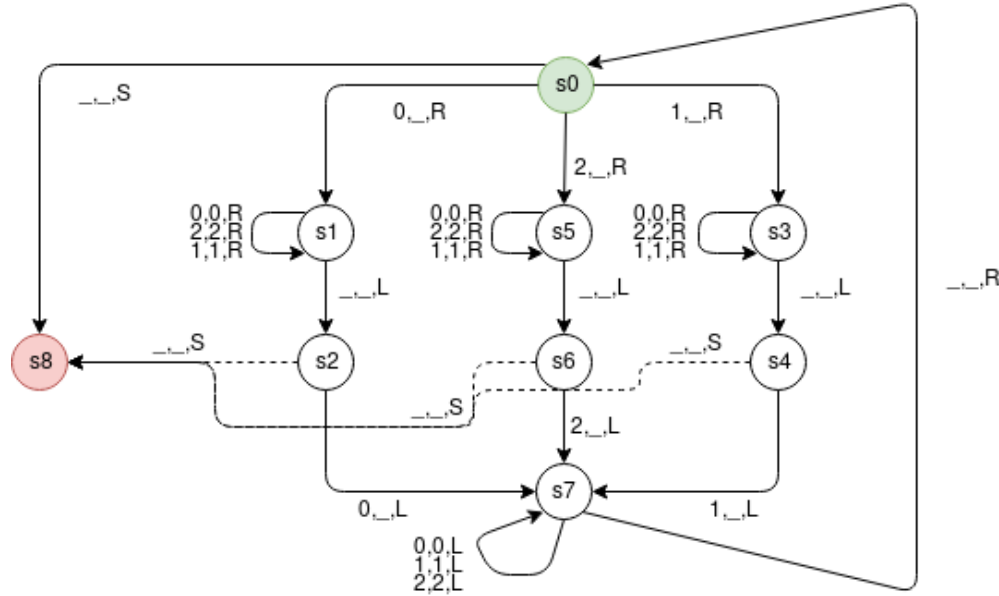 s0
_,_,S
0,_,R
1,_,R
2,_,R
0,0,R
2,2,R
1,1,R
s1
0,0,R
2,2,R
1,1,R
s5
0,0,R
2,2,R
1,1,R
s3
_,_,R
_,_,L
_,_,L
_,_,L
s8
_,_,S
s2
s6
_,_,S
s4
_,_,S
2,_,L
s7
0,_,L
1,_,L
0,0,L
1,1,L
2,2,L